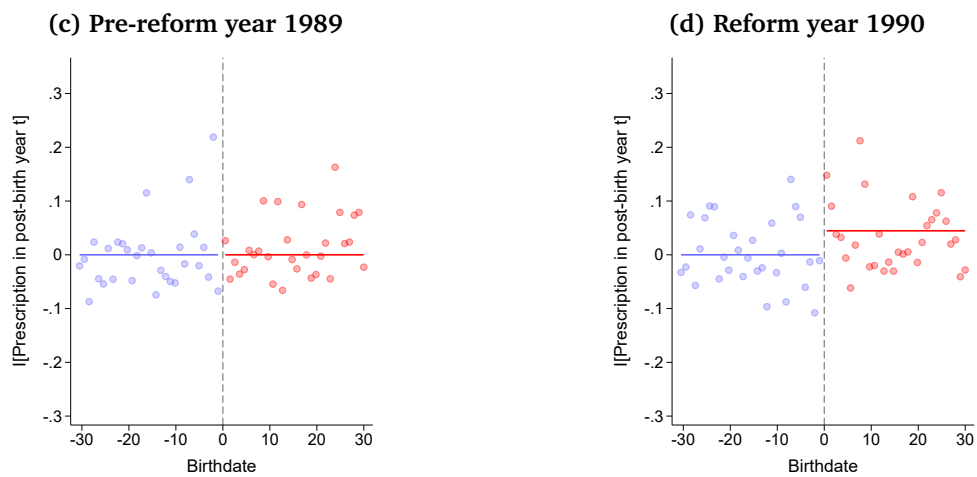 (c) Pre-reform year 1989
I[Prescription in post-birth year t]
.3
.2
.1
0
-.1
-.2
-.3
-30 -20 -10 0 10 20 30
Birthdate
(d) Reform year 1990
I[Prescription in post-birth year t]
.3
.2
.1
0
-.1
-.2
-.3
-30 -20 -10 0 10 20 30
Birthdate